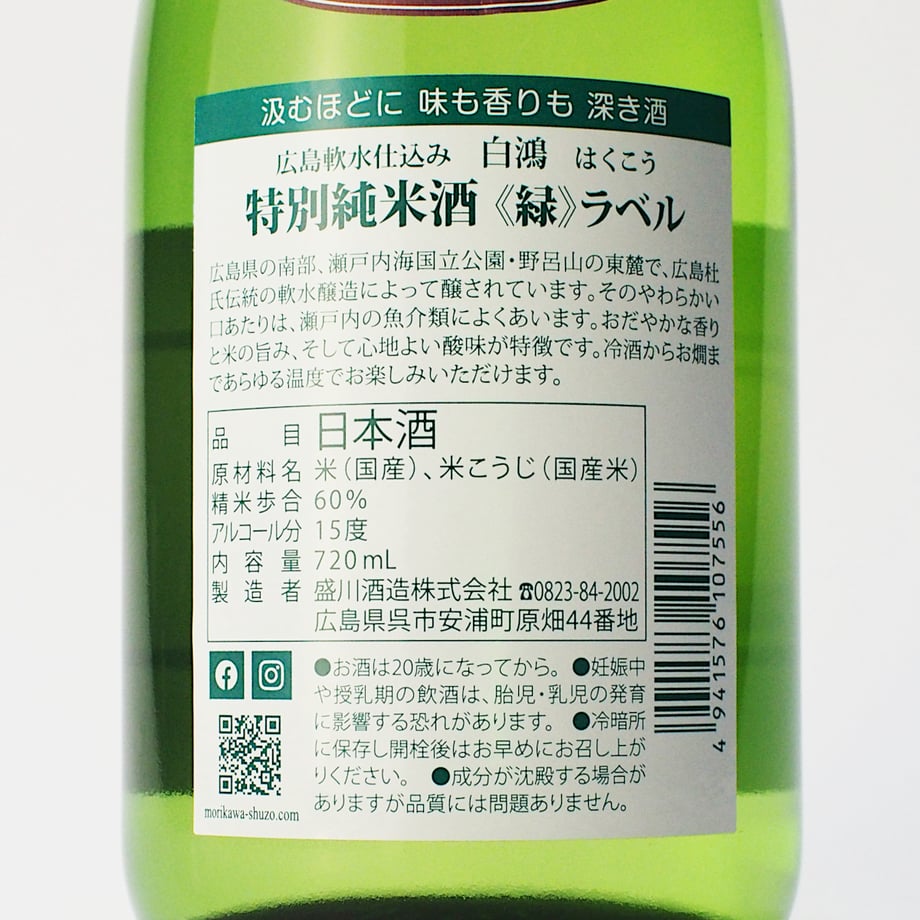 汲むほどに 味も香りも 深き酒
広島軟水仕込み 白鴻 はくこう
特別純米酒《緑》ラベル
広島県の南部、瀬戸内海国立公園・野呂山の東麓で、広島杜
氏伝統の軟水醸造によって醸されています。そのやわらかい
口あたりは、瀬戸内の魚介類によくあいます。おだやかな香り
と米の旨み、そして心地よい酸味が特徴です。冷酒からお燗ま
であらゆる温度でお楽しみいただけます。
品目 日本酒
原材料名 米(国産)、米こうじ(国産米)
精米歩合 60%
アルコール分 15度
内容量 720mL
製造者 盛川酒造株式会社 ☎0823-84-2002
広島県呉市安浦町原畑44番地
●お酒は20歳になってから。●妊娠中
や授乳期の飲酒は、胎児・乳児の発育
に影響する恐れがあります。●冷暗所
に保存し開栓後はお早めにお召し上が
りください。●成分が沈殿する場合が
ありますが品質には問題ありません。
morikawa-shuzo.com
4 941576 107556